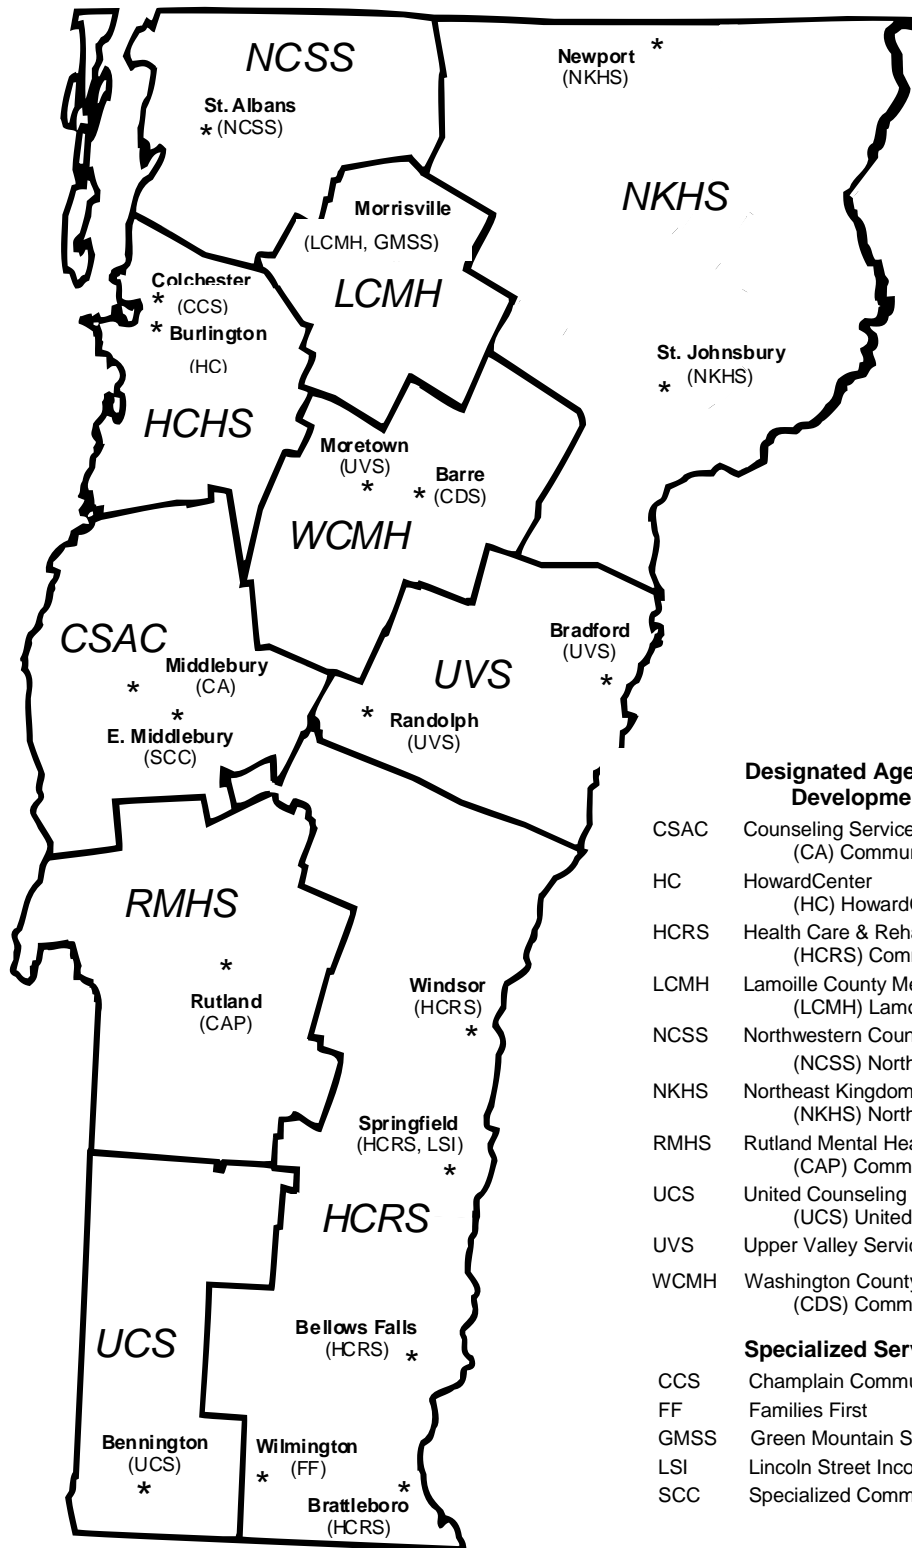 NCSS
St. Albans
* (NCSS)
Newport *
(NKHS)
NKHS
Morrisville
(LCMH, GMSS)
LCMH
Colchester
* (CCS)
* Burlington
(HC)
HCHS
St. Johnsbury
* (NKHS)
Moretown
(UVS)
*
Barre
* (CDS)
WCMH
CSAC
Middlebury
* (CA)
*
E. Middlebury
(SCC)
Bradford
(UVS)
*
UVS
* Randolph
(UVS)
RMHS
*
Rutland
(CAP)
Windsor
(HCRS)
*
Springfield
(HCRS, LSI)
*
HCRS
Bellows Falls
(HCRS) *
UCS
Bennington
(UCS)
*
Wilmington
* (FF)
*
Brattleboro
(HCRS)
Designated Age
Developme
CSAC Counseling Service
(CA) Commu
HC HowardCenter
(HC) Howard
HCRS Health Care & Reha
(HCRS) Com
LCMH Lamoille County Me
(LCMH) Lamo
NCSS Northwestern Coun
(NCSS) North
NKHS Northeast Kingdom
(NKHS) North
RMHS Rutland Mental Hea
(CAP) Comm
UCS United Counseling
(UCS) United
UVS Upper Valley Servic
WCMH Washington County
(CDS) Comm
Specialized Serv
CCS Champlain Commu
FF Families First
GMSS Green Mountain S
LSI Lincoln Street Inco
SCC Specialized Comm